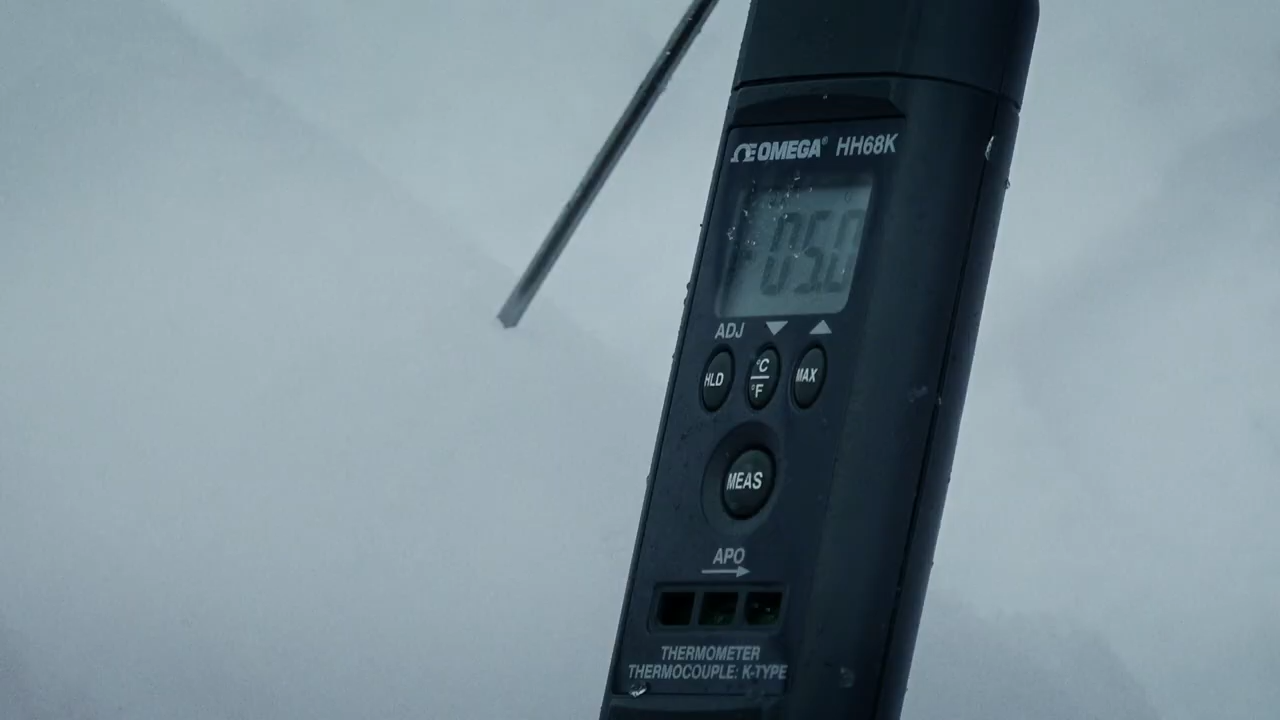 OMEGA® HH68K
05.0
ADJ ▼ ▲
HLD °C/°F MAX
MEAS
APO
THERMOMETER
THERMOCOUPLE: K-TYPE